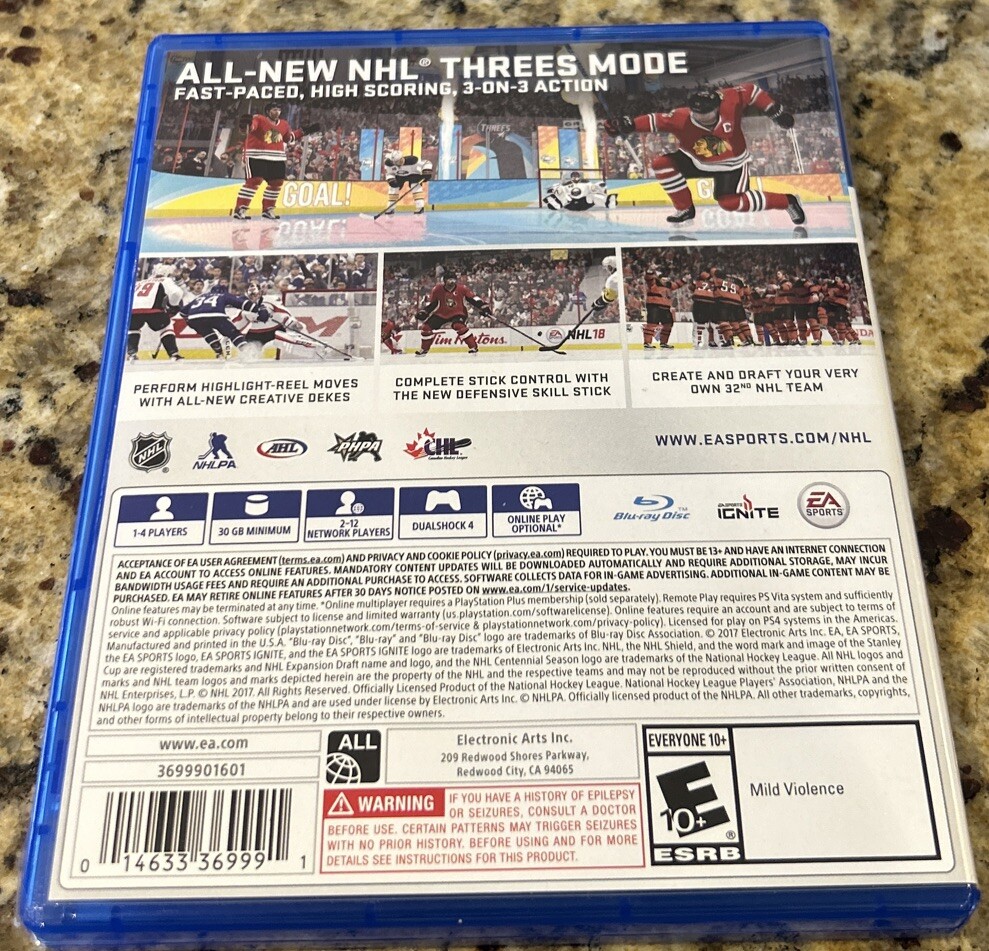 ALL-NEW NHL® THREES MODE
FAST-PACED, HIGH SCORING, 3-ON-3 ACTION
THREES
GOAL!
C
9
34
Tim Hortons
EA SPORTS NHL 18
59
PERFORM HIGHLIGHT-REEL MOVES
WITH ALL-NEW CREATIVE DEKES
COMPLETE STICK CONTROL WITH
THE NEW DEFENSIVE SKILL STICK
CREATE AND DRAFT YOUR VERY
OWN 32ND NHL TEAM
NHL
NHLPA
AHL
PHPA
CHL
Canadian Hockey League
WWW.EASPORTS.COM/NHL
1-4 PLAYERS
30 GB MINIMUM
2-12
NETWORK PLAYERS
DUALSHOCK 4
ONLINE PLAY
OPTIONAL*
Blu-ray Disc™
EA SPORTS
IGNITE
EA
SPORTS™
ACCEPTANCE OF EA USER AGREEMENT (terms.ea.com) AND PRIVACY AND COOKIE POLICY (privacy.ea.com) REQUIRED TO PLAY. YOU MUST BE 13+ AND HAVE AN INTERNET CONNECTION
AND EA ACCOUNT TO ACCESS ONLINE FEATURES. MANDATORY CONTENT UPDATES WILL BE DOWNLOADED AUTOMATICALLY AND REQUIRE ADDITIONAL STORAGE, MAY INCUR
BANDWIDTH USAGE FEES AND REQUIRE AN ADDITIONAL PURCHASE TO ACCESS. SOFTWARE COLLECTS DATA FOR IN-GAME ADVERTISING. ADDITIONAL IN-GAME CONTENT MAY BE
PURCHASED. EA MAY RETIRE ONLINE FEATURES AFTER 30 DAYS NOTICE POSTED ON www.ea.com/1/service-updates.
Online features may be terminated at any time. *Online multiplayer requires a PlayStation Plus membership (sold separately). Remote Play requires PS Vita system and sufficiently
robust Wi-Fi connection. Software subject to license and limited warranty (us.playstation.com/softwarelicense). Online features require an account and are subject to terms of
service and applicable privacy policy (playstationnetwork.com/terms-of-service & playstationnetwork.com/privacy-policy). Licensed for play on PS4 systems in the Americas.
Manufactured and printed in the U.S.A. "Blu-ray Disc", "Blu-ray" and "Blu-ray Disc" logo are trademarks of Blu-ray Disc Association. © 2017 Electronic Arts Inc. EA, EA SPORTS,
the EA SPORTS logo, EA SPORTS IGNITE, and the EA SPORTS IGNITE logo are trademarks of Electronic Arts Inc. NHL, the NHL Shield, and the word mark and image of the Stanley
Cup are registered trademarks and NHL Expansion Draft name and logo, and the NHL Centennial Season logo are trademarks of the National Hockey League. All NHL logos and
marks and NHL team logos and marks depicted herein are the property of the NHL and the respective teams and may not be reproduced without the prior written consent of
NHL Enterprises, L.P. © NHL 2017. All Rights Reserved. Officially Licensed Product of the National Hockey League. National Hockey League Players' Association, NHLPA and the
NHLPA logo are trademarks of the NHLPA and are used under license by Electronic Arts Inc. © NHLPA. Officially licensed product of the NHLPA. All other trademarks, copyrights,
and other forms of intellectual property belong to their respective owners.
www.ea.com
3699901601
ALL
Electronic Arts Inc.
209 Redwood Shores Parkway,
Redwood City, CA 94065
WARNING
IF YOU HAVE A HISTORY OF EPILEPSY
OR SEIZURES, CONSULT A DOCTOR
BEFORE USE. CERTAIN PATTERNS MAY TRIGGER SEIZURES
WITH NO PRIOR HISTORY. BEFORE USING AND FOR MORE
DETAILS SEE INSTRUCTIONS FOR THIS PRODUCT.
EVERYONE 10+
E
10+
®
ESRB
Mild Violence
0 14633 36999 1